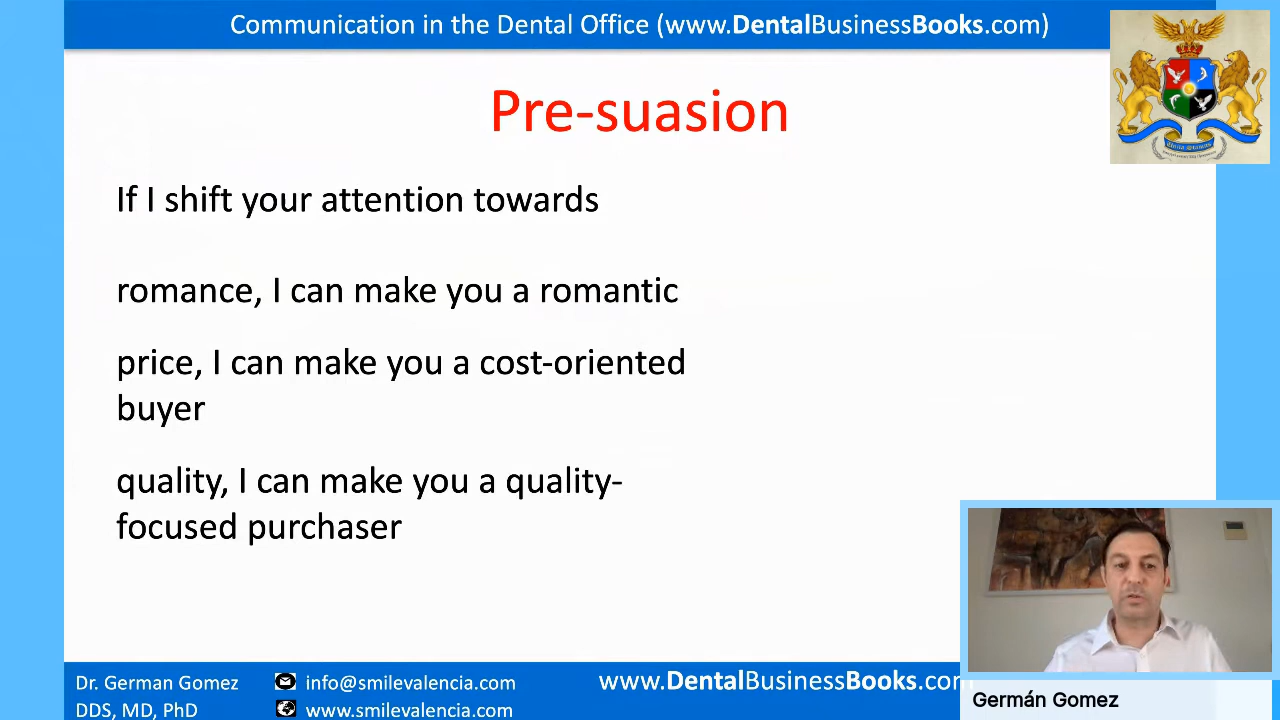 Communication in the Dental Office (www.DentalBusinessBooks.com)
Pre-suasion
If I shift your attention towards
romance, I can make you a romantic
price, I can make you a cost-oriented
buyer
quality, I can make you a quality-
focused purchaser
Dr. German Gomez
DDS, MD, PhD
info@smilevalencia.com
www.smilevalencia.com
www.DentalBusinessBooks.com
Germán Gomez